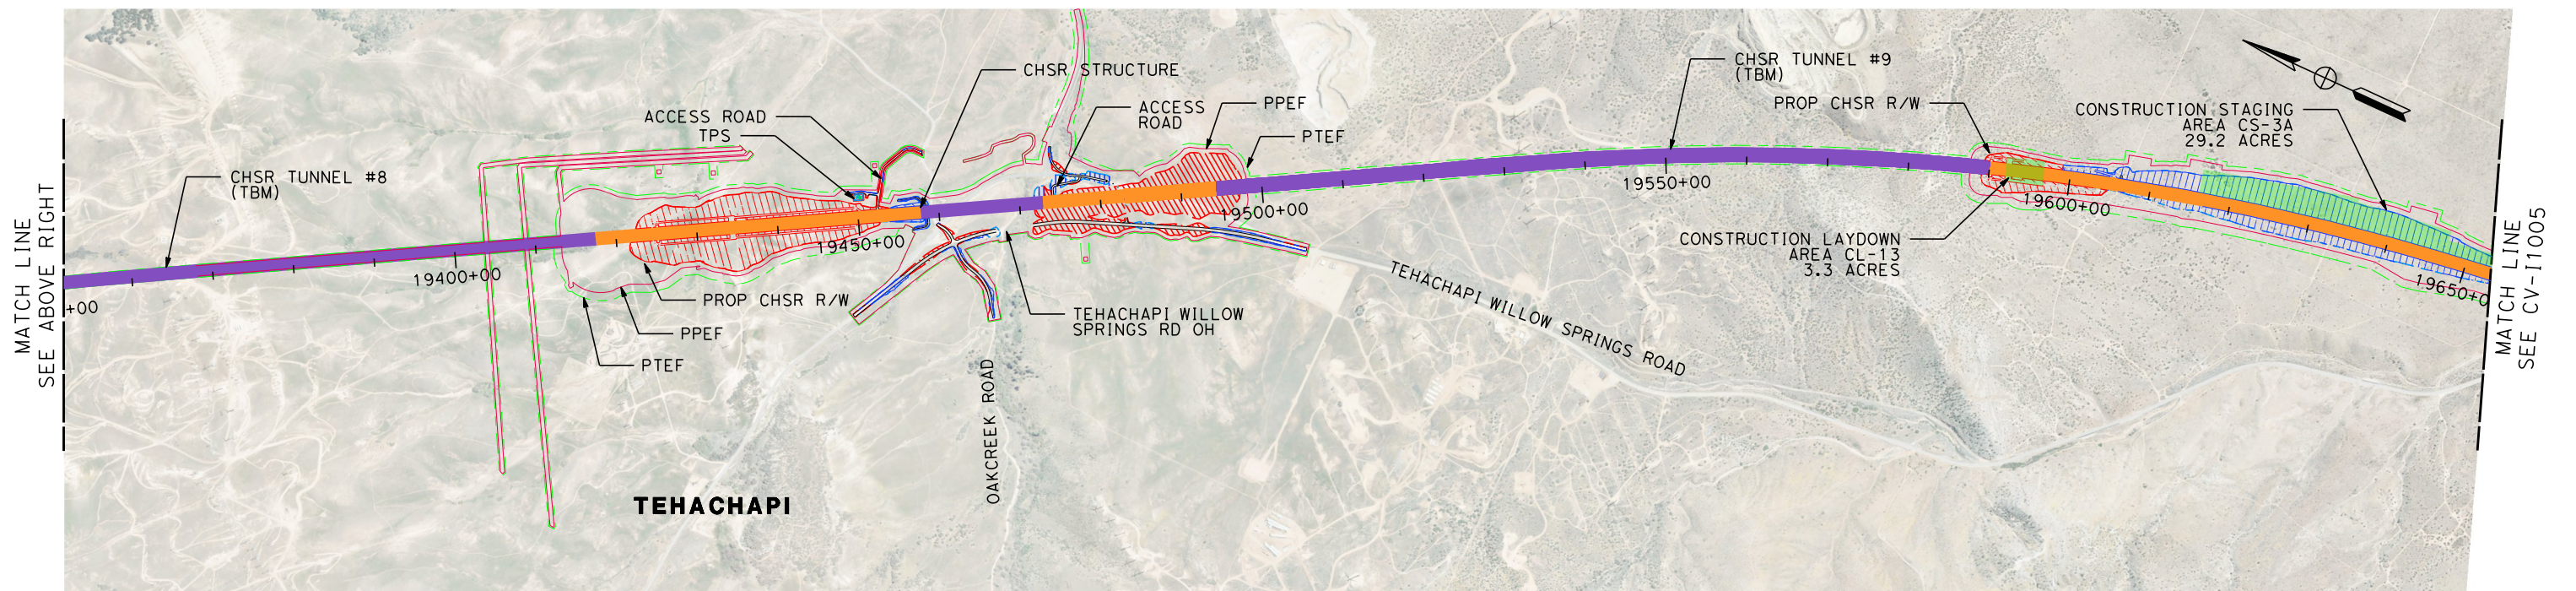 MATCH LINE
SEE ABOVE RIGHT
+00
CHSR TUNNEL #8
(TBM)
19400+00
PTEF
PPEF
PROP CHSR R/W
ACCESS ROAD
TPS
19450+00
CHSR STRUCTURE
ACCESS
ROAD
PPEF
PTEF
19500+00
TEHACHAPI WILLOW
SPRINGS RD OH
OAKCREEK ROAD
TEHACHAPI
TEHACHAPI WILLOW SPRINGS ROAD
CHSR TUNNEL #9
(TBM)
19550+00
PROP CHSR R/W
CONSTRUCTION STAGING
AREA CS-3A
29.2 ACRES
19600+00
CONSTRUCTION LAYDOWN
AREA CL-13
3.3 ACRES
19650+0
MATCH LINE
SEE CV-I1005